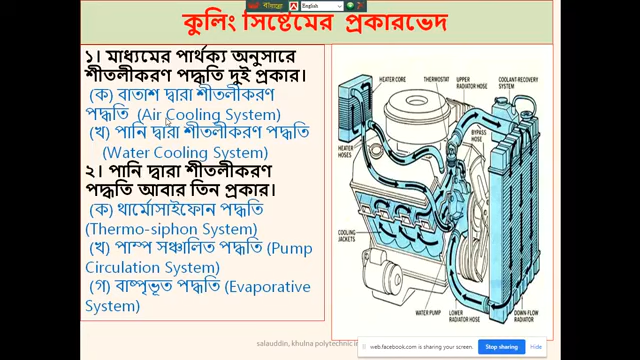 English
কুলিং সিষ্টেমের প্রকারভেদ
১। মাধ্যমের পার্থক্য অনুসারে
শীতলীকরণ পদ্ধতি দুই প্রকার।
(ক) বাতাশ দ্বারা শীতলীকরণ
পদ্ধতি (Air Cooling System)
(খ) পানি দ্বারা শীতলীকরণ পদ্ধতি
(Water Cooling System)
২। পানি দ্বারা শীতলীকরণ
পদ্ধতি আবার তিন প্রকার।
(ক) থার্মোসাইফোন পদ্ধতি
(Thermo-siphon System)
(খ) পাম্প সঞ্চালিত পদ্ধতি (Pump
Circulation System)
(গ) বাষ্পৃভূত পদ্ধতি (Evaporative
System)
HEATER CORE
THERMOSTAT
UPPER
RADIATOR HOSE
COOLANT-RECOVERY
SYSTEM
BYPASS
HOSE
HEATER
HOSES
COOLING
JACKETS
WATER PUMP
LOWER
RADIATOR HOSE
DOWN-FLOW
RADIATOR
salauddin, khulna polytechnic
web.facebook.com is sharing your screen.
Stop sharing
Hide